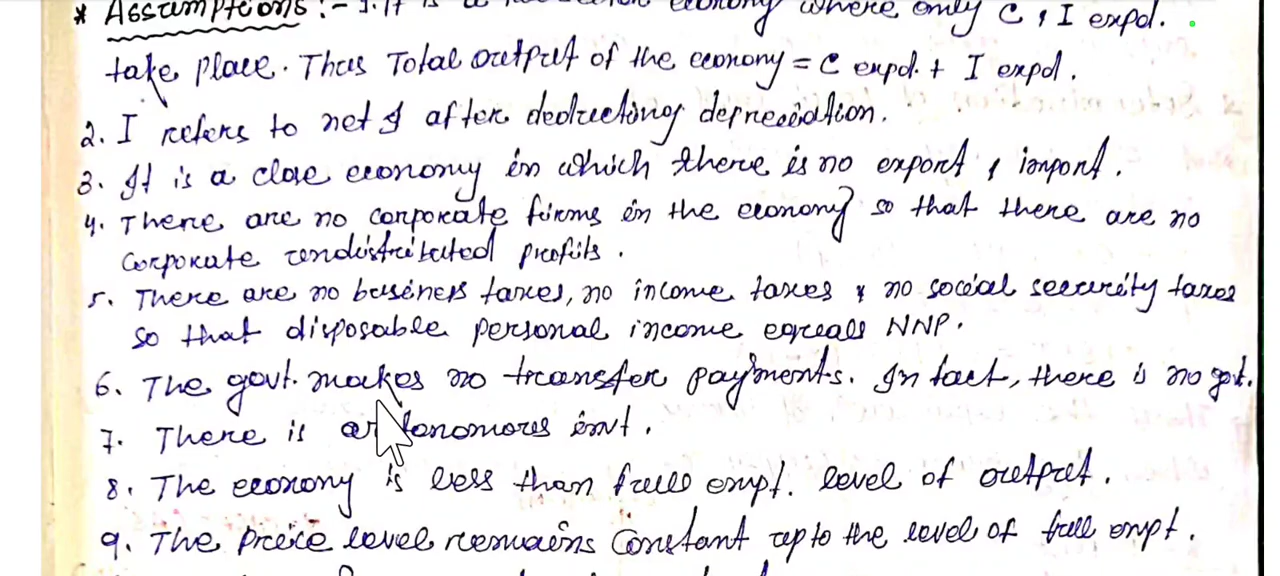 * Assumptions :- 1. It is a economy where only C & I expd.
take place. Thus Total output of the economy = C expd. + I expd.
2. I refers to net I after deducting depreciation.
3. It is a close economy in which there is no export & import.
4. There are no corporate firms in the economy so that there are no
corporate undistributed profits.
5. There are no business taxes, no income taxes & no social security taxes
so that disposable personal income equals NNP.
6. The govt. makes no transfer payments. In fact, there is no govt.
7. There is invt.
8. The economy is less than full empt. level of output.
9. The price level remains constant upto the level of full empt.